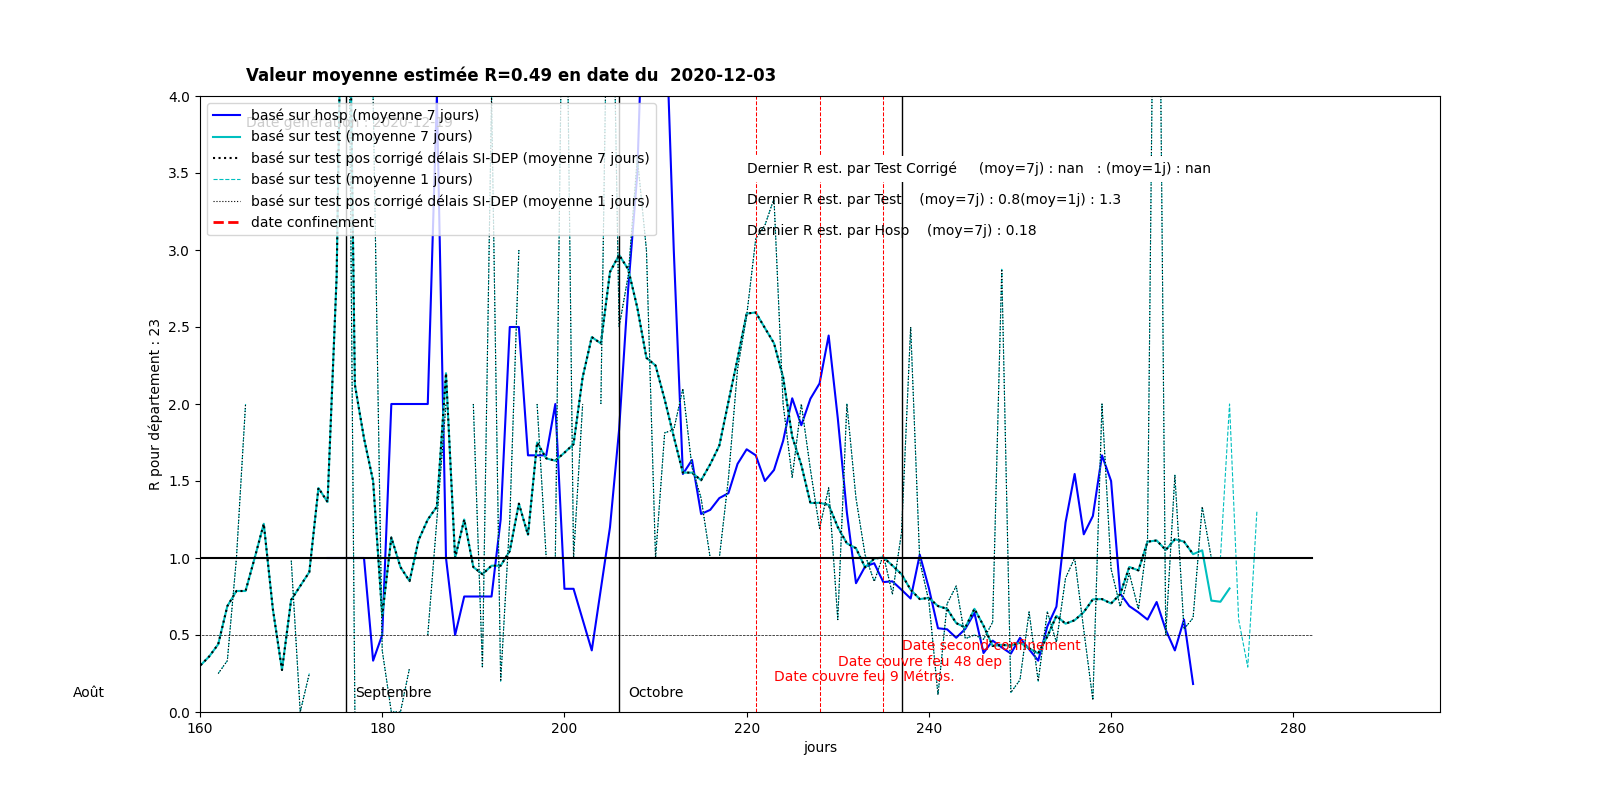 Valeur moyenne estimée R=0.49 en date du  2020-12-03
basé sur hosp (moyenne 7 jours)
basé sur test (moyenne 7 jours)
basé sur test pos corrigé délais SI-DEP (moyenne 7 jours)
basé sur test (moyenne 1 jours)
basé sur test pos corrigé délais SI-DEP (moyenne 1 jours)
date confinement
Dernier R est. par Test Corrigé     (moy=7j) : nan   : (moy=1j) : nan
Dernier R est. par Test    (moy=7j) : 0.8(moy=1j) : 1.3
Dernier R est. par Hosp    (moy=7j) : 0.18
R pour département : 23
4.0
3.5
3.0
2.5
2.0
1.5
1.0
0.5
0.0
Date second confinement
Date couvre feu 48 dep
Date couvre feu 9 Métros.
Août
Septembre
Octobre
160
180
200
220
240
260
280
jours